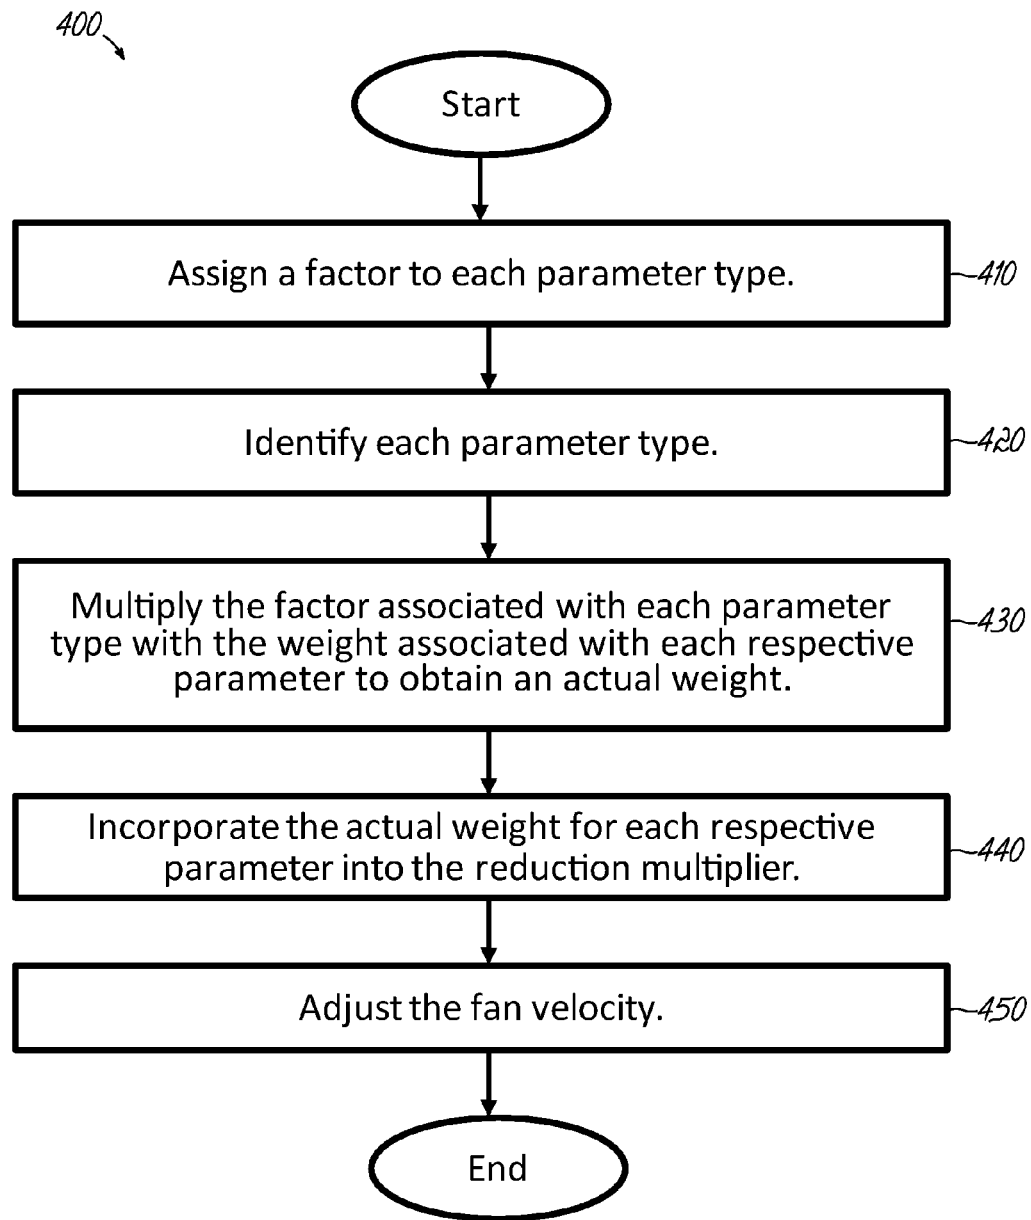 400
Start
Assign a factor to each parameter type.
410
Identify each parameter type.
420
Multiply the factor associated with each parameter
type with the weight associated with each respective
parameter to obtain an actual weight.
430
Incorporate the actual weight for each respective
parameter into the reduction multiplier.
440
Adjust the fan velocity.
450
End